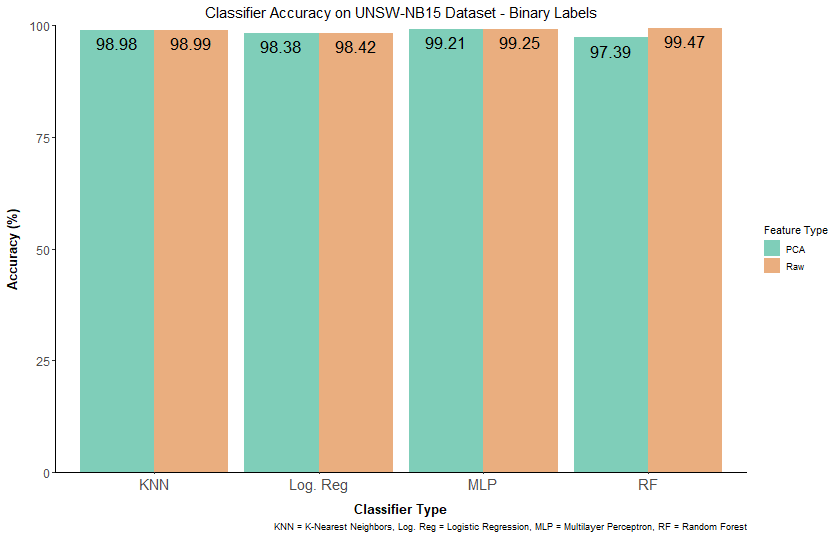 Classifier Accuracy on UNSW-NB15 Dataset - Binary Labels
100
75
50
25
0
Accuracy (%)
98.98 98.99 98.38 98.42 99.21 99.25 97.39 99.47
KNN Log. Reg MLP RF
Classifier Type
KNN = K-Nearest Neighbors, Log. Reg = Logistic Regression, MLP = Multilayer Perceptron, RF = Random Forest
Feature Type
PCA
Raw